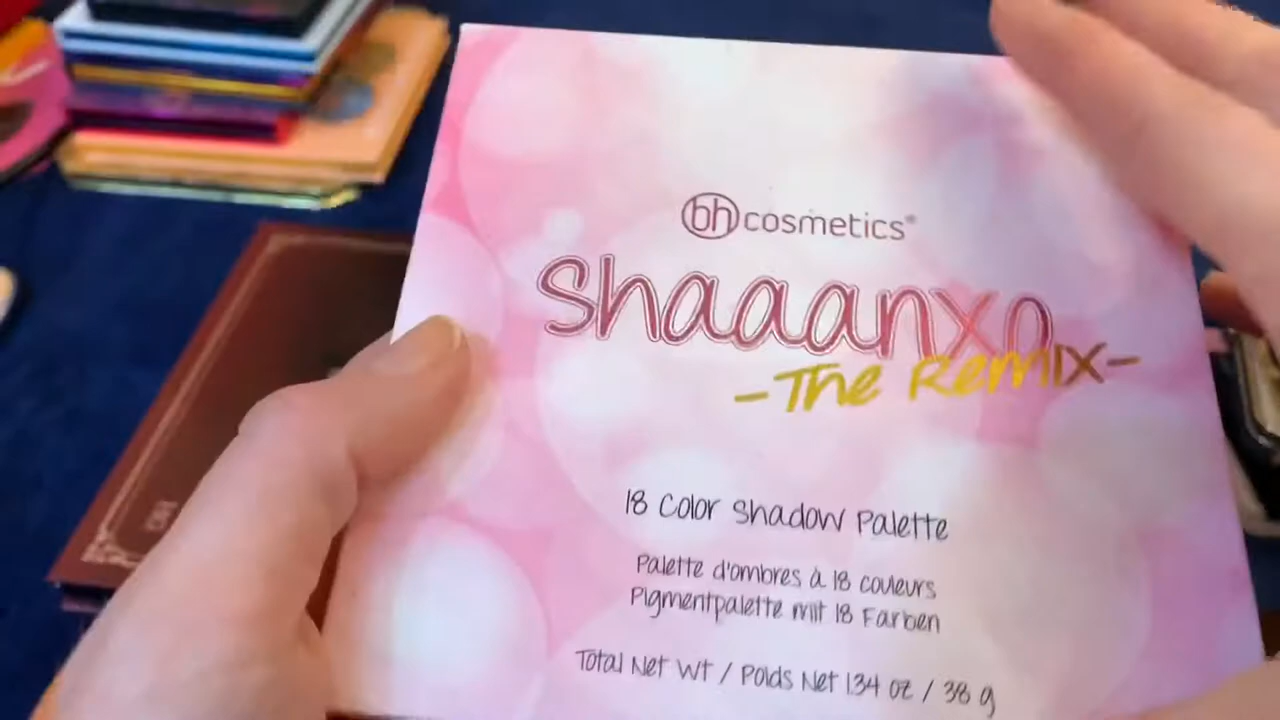 bh cosmetics®
shaaanxo
-The Remix-
18 Color Shadow Palette
Palette d'ombres à 18 couleurs
Pigmentpalette mit 18 Farben
Total Net Wt / Poids Net 1.34 oz / 38 g